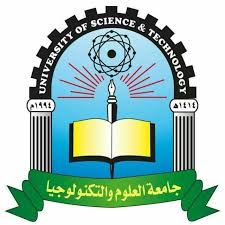 UNIVERSITY OF SCIENCE & TECHNOLOGY
١٩٩٤م
١٤١٤هـ
جامعة العلوم والتكنولوجيا